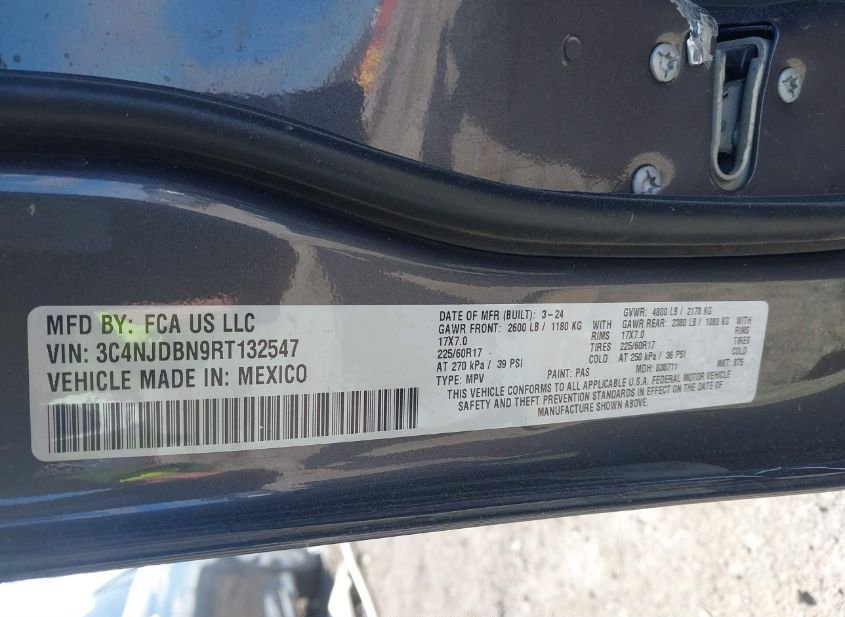 MFD BY: FCA US LLC
VIN: 3C4NJDBN9RT132547
VEHICLE MADE IN: MEXICO
DATE OF MFR (BUILT): 3-24 GVWR: 4800 LB / 2178 KG
GAWR FRONT: 2600 LB / 1180 KG GAWR REAR: 2380 LB / 1080 KG
17X7.0 RIMS 17X7.0 RIMS
225/60R17 TIRES 225/60R17 TIRES
AT 270 kPa / 39 PSI COLD AT 250 kPa / 36 PSI COLD
TYPE: MPV PAINT: PAS MDH: 030711 MKT: 875
THIS VEHICLE CONFORMS TO ALL APPLICABLE U.S.A. FEDERAL MOTOR VEHICLE
SAFETY AND THEFT PREVENTION STANDARDS IN EFFECT ON THE DATE OF
MANUFACTURE SHOWN ABOVE.